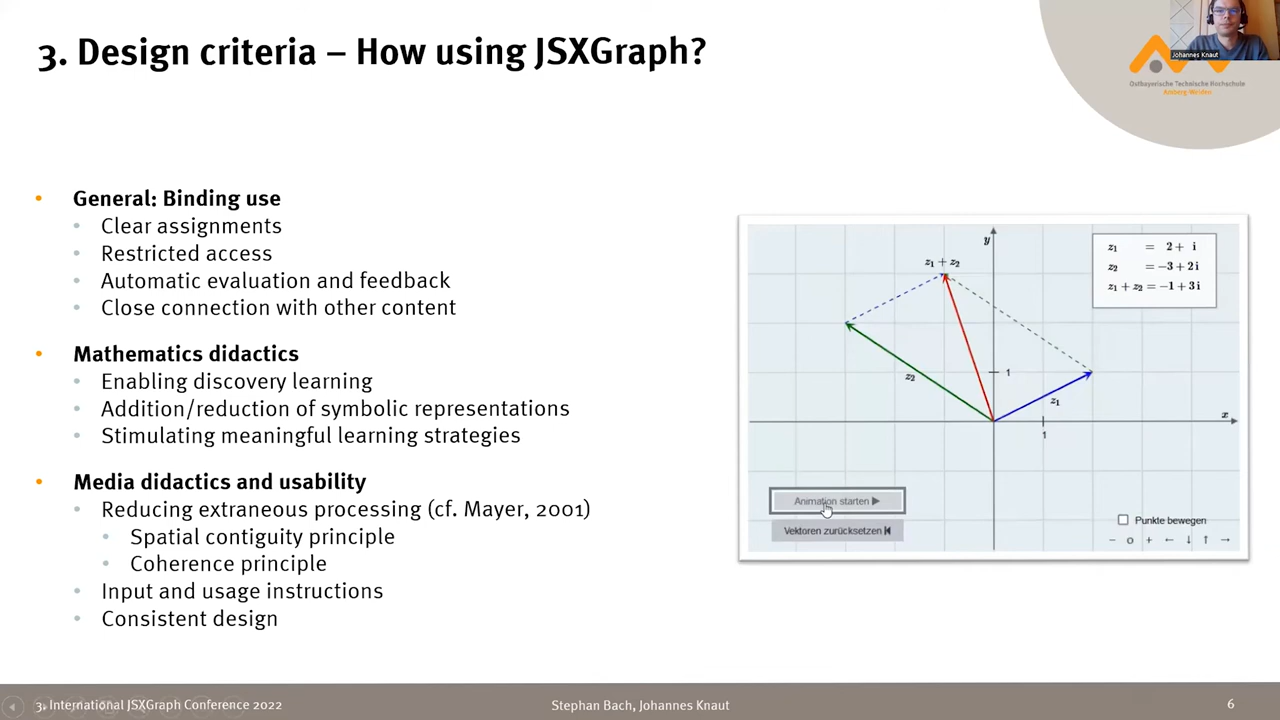 3. Design criteria – How using JSXGraph?
Johannes Knaut
Ostbayerische Technische Hochschule
Amberg-Weiden
• General: Binding use
• Clear assignments
• Restricted access
• Automatic evaluation and feedback
• Close connection with other content
• Mathematics didactics
• Enabling discovery learning
• Addition/reduction of symbolic representations
• Stimulating meaningful learning strategies
• Media didactics and usability
• Reducing extraneous processing (cf. Mayer, 2001)
• Spatial contiguity principle
• Coherence principle
• Input and usage instructions
• Consistent design
y
z₁ + z₂
z₁ = 2 + i
z₂ = −3 + 2 i
z₁ + z₂ = −1 + 3 i
z₂
1
z₁
x
1
Animation starten ▶
Vektoren zurücksetzen
Punkte bewegen
− o + ← ↓ ↑ →
3. International JSXGraph Conference 2022
Stephan Bach, Johannes Knaut
6